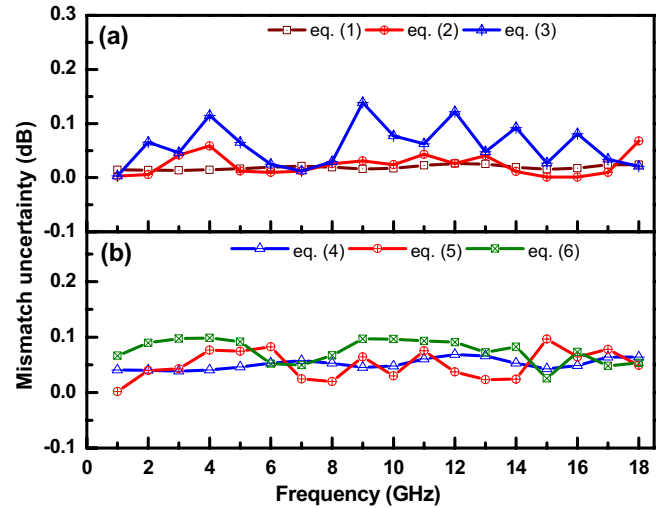 0.3
(a)
eq. (1) eq. (2) eq. (3)
0.2
0.1
0.0
-0.1
Mismatch uncertainty (dB)
(b)
eq. (4) eq. (5) eq. (6)
0.2
0.1
0.0
-0.1
0 2 4 6 8 10 12 14 16 18
Frequency (GHz)